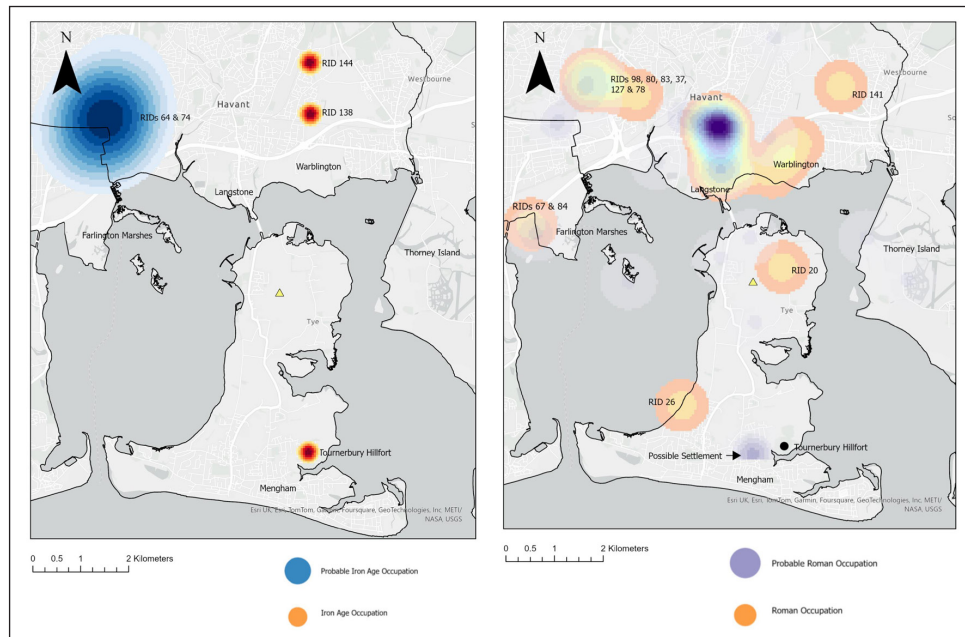 N
RID 144
Westbourne
RIDs 64 & 74
Havant
RID 138
Warblington
Langstone
Farlington Marshes
Thorney Island
Tye
Tournerbury Hillfort
Mengham
Esri UK, Esri, TomTom, Garmin, Foursquare, GeoTechnologies, Inc, METI/
NASA, USGS
0 0.5 1 2 Kilometers
Probable Iron Age Occupation
Iron Age Occupation
N
RIDs 98, 80, 83, 37,
127 & 78
Westbourne
Havant
RID 141
Warblington
Langstone
RIDs 67 & 84
Farlington Marshes
Thorney Island
RID 20
Tye
RID 26
Tournerbury Hillfort
Possible Settlement
Mengham
Esri UK, Esri, TomTom, Garmin, Foursquare, GeoTechnologies, Inc, METI/
NASA, USGS
0 0.5 1 2 Kilometers
Probable Roman Occupation
Roman Occupation